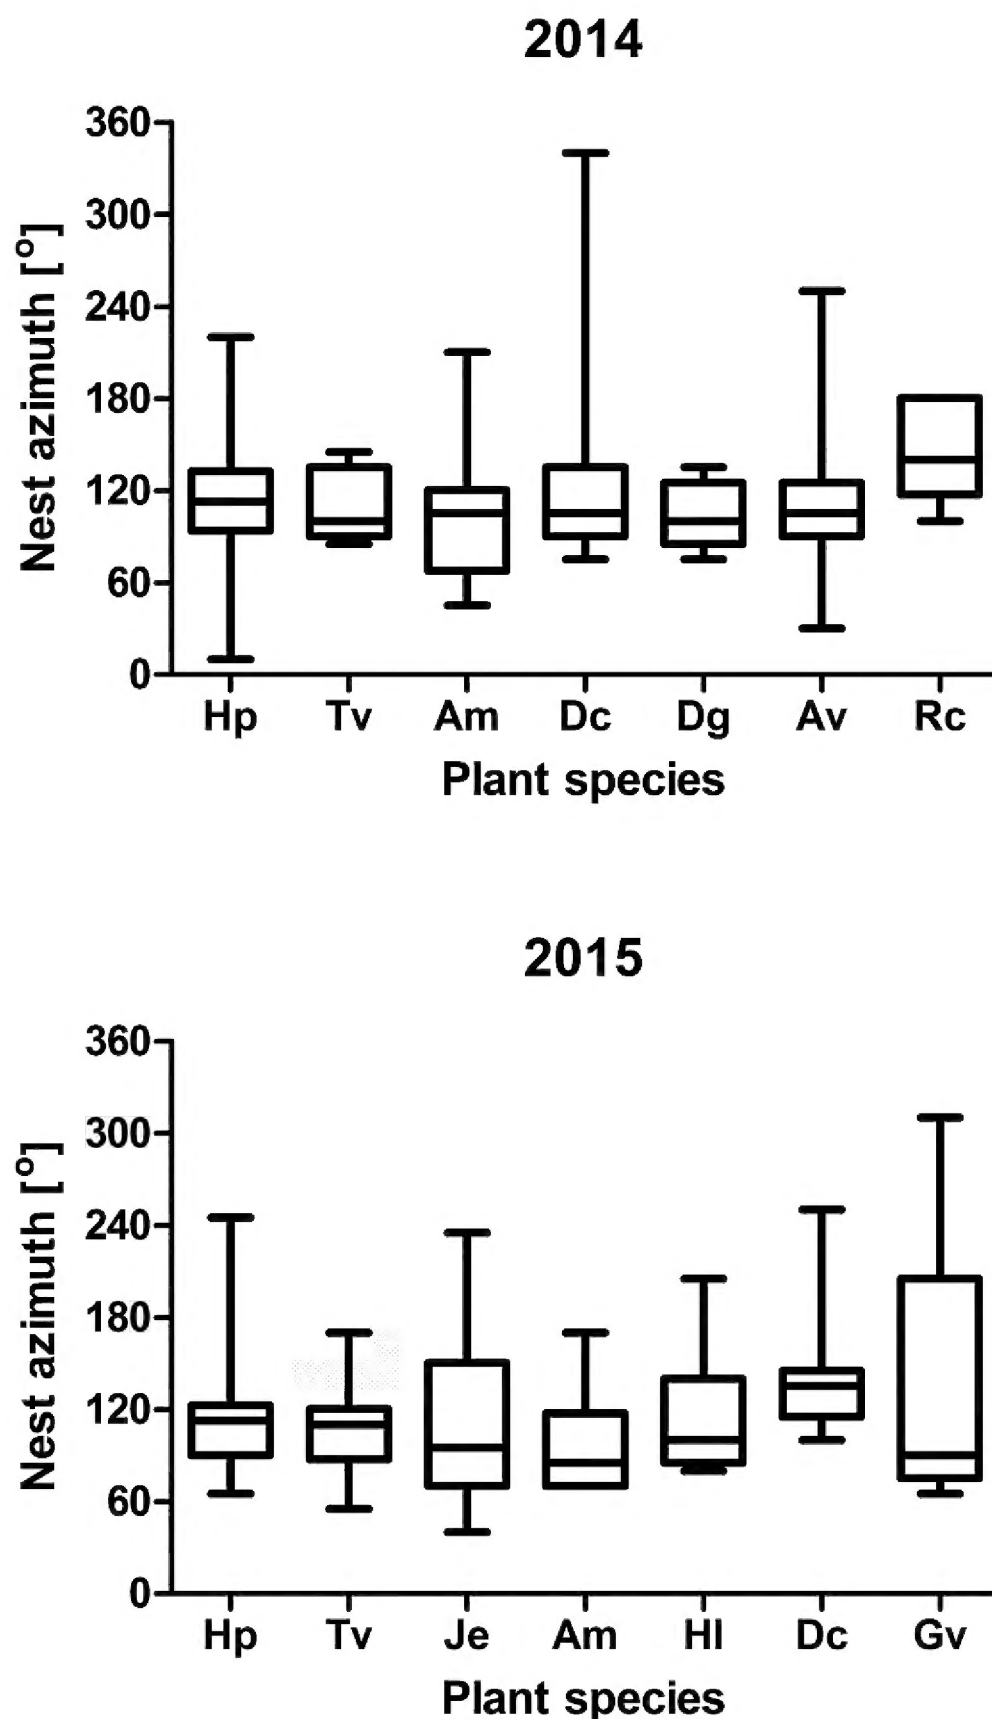 2014
360
300
240
180
120
60
0
Nest azimuth [°]
Hp Tv Am Dc Dg Av Rc
Plant species
2015
360
300
240
180
120
60
0
Nest azimuth [°]
Hp Tv Je Am Hl Dc Gv
Plant species